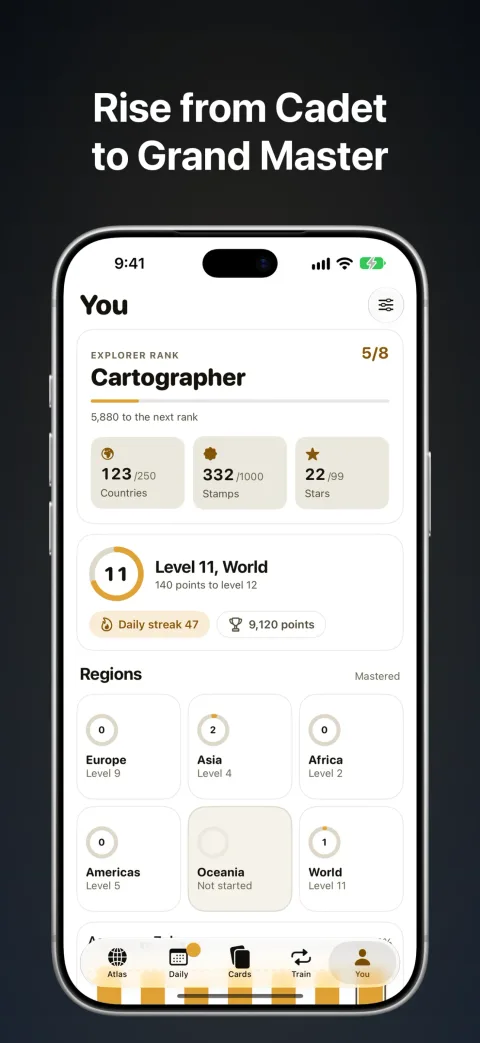 Rise from Cadet
to Grand Master
9:41
You
EXPLORER RANK
5/8
Cartographer
5,880 to the next rank
123 /250
Countries
332 /1000
Stamps
22 /99
Stars
11
Level 11, World
140 points to level 12
Daily streak 47
9,120 points
Regions
Mastered
0
Europe
Level 9
2
Asia
Level 4
0
Africa
Level 2
0
Americas
Level 5
Oceania
Not started
1
World
Level 11
Atlas
Daily
Cards
Train
You